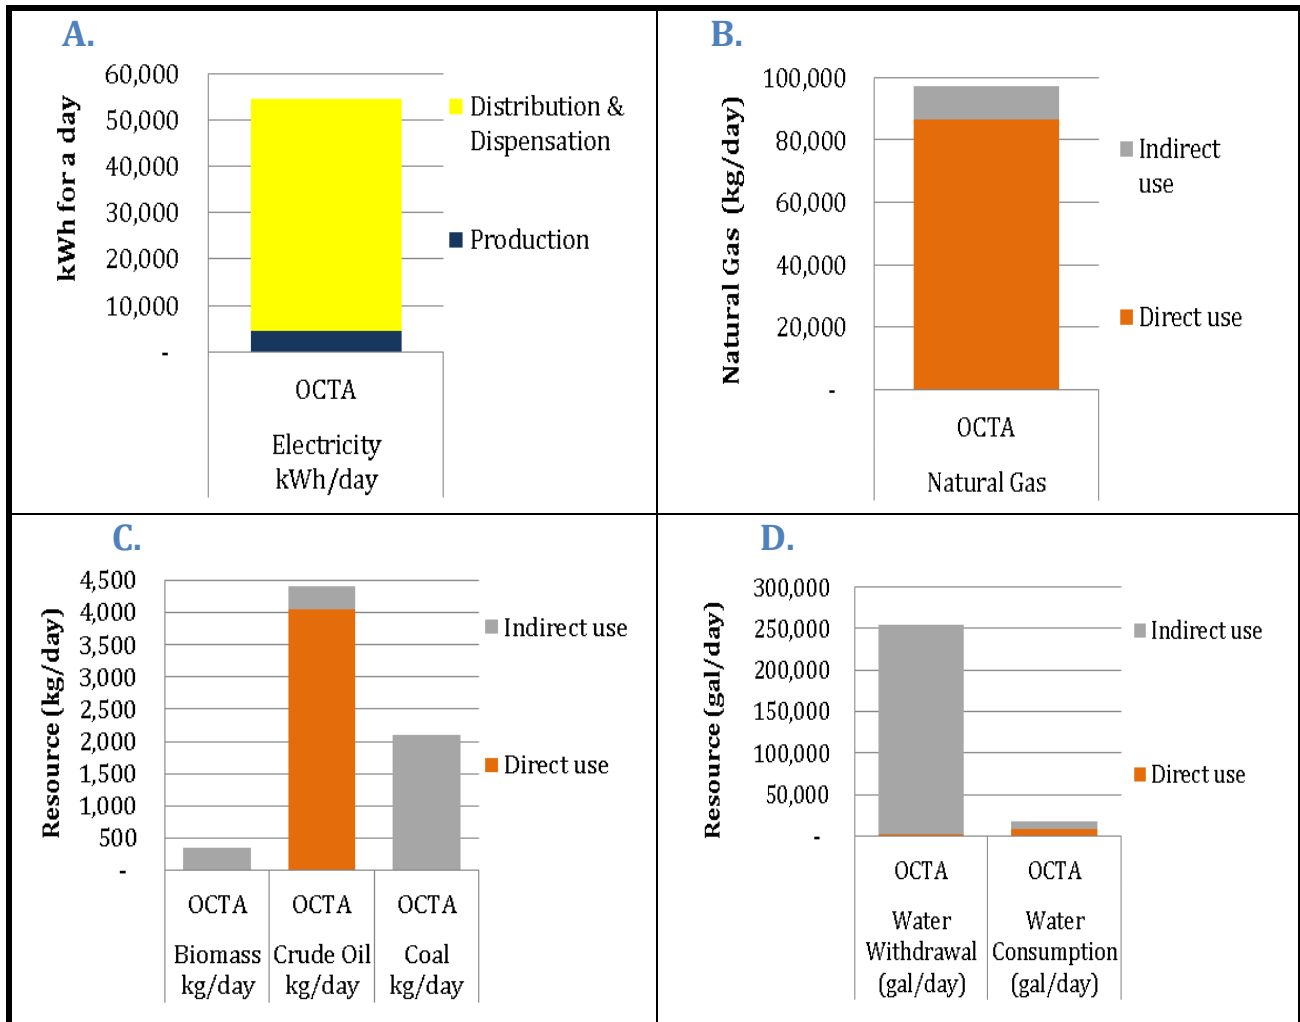 A.
kWh for a day
60,000
50,000
40,000
30,000
20,000
10,000
-
Distribution &
Dispensation
Production
OCTA
Electricity
kWh/day
B.
Natural Gas (kg/day)
100,000
80,000
60,000
40,000
20,000
-
Indirect
use
Direct use
OCTA
Natural Gas
C.
Resource (kg/day)
4,500
4,000
3,500
3,000
2,500
2,000
1,500
1,000
500
-
Indirect use
Direct use
OCTA OCTA OCTA
Biomass Crude Oil Coal
kg/day kg/day kg/day
D.
Resource (gal/day)
300,000
250,000
200,000
150,000
100,000
50,000
-
Indirect use
Direct use
OCTA OCTA
Water Water
Withdrawal Consumption
(gal/day) (gal/day)